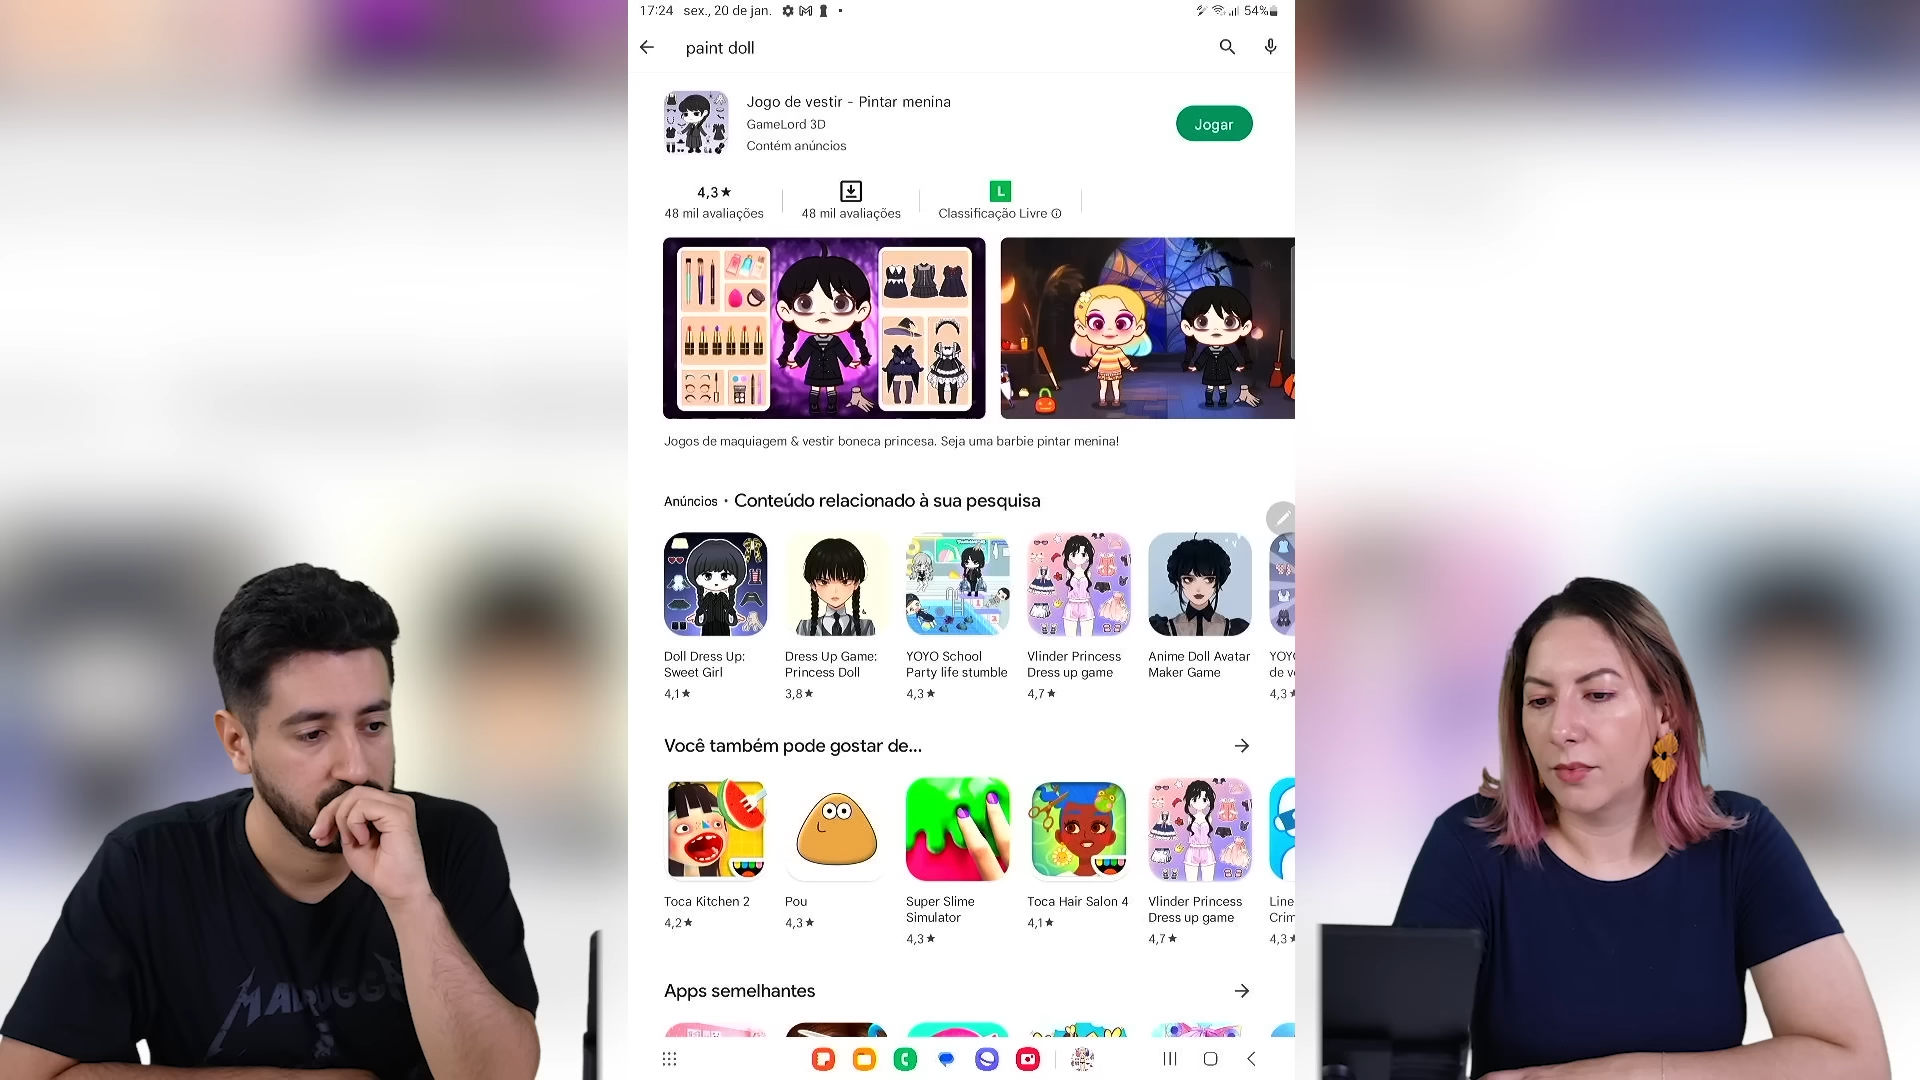 17:24 sex., 20 de jan.
54%
paint doll
Jogo de vestir - Pintar menina
GameLord 3D
Contém anúncios
Jogar
4,3★
48 mil avaliações
48 mil avaliações
L
Classificação Livre
Jogos de maquiagem & vestir boneca princesa. Seja uma barbie pintar menina!
Anúncios • Conteúdo relacionado à sua pesquisa
Doll Dress Up: Sweet Girl
4,1★
Dress Up Game: Princess Doll
3,8★
YOYO School Party life stumble
4,3★
Vlinder Princess Dress up game
4,7★
Anime Doll Avatar Maker Game
4,3
Você também pode gostar de...
Toca Kitchen 2
4,2★
Pou
4,3★
Super Slime Simulator
4,3★
Toca Hair Salon 4
4,1★
Vlinder Princess Dress up game
4,7★
Line
Crim
4,3
Apps semelhantes